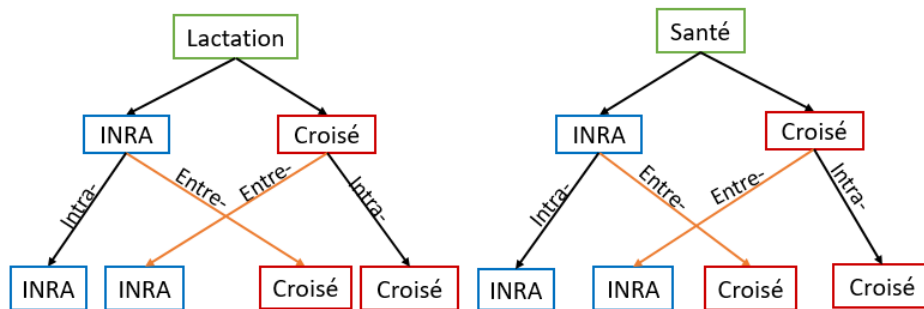 Lactation
Santé
INRA
Croisé
INRA
Croisé
Intra-
Entre-
Entre-
Intra-
Intra-
Entre-
Entre-
Intra-
INRA
INRA
Croisé
Croisé
INRA
INRA
Croisé
Croisé